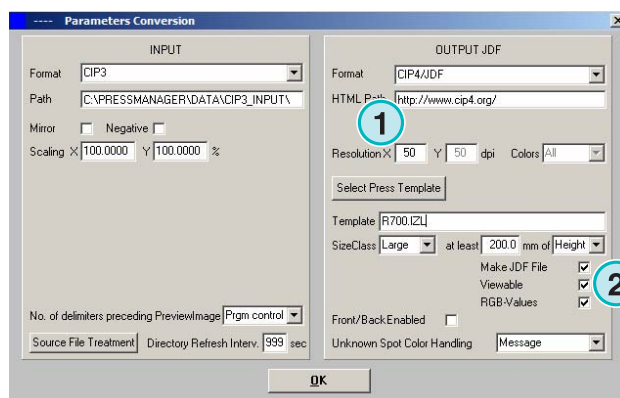 ---- Parameters Conversion
INPUT
Format CIP3
Path C:\PRESSMANAGER\DATA\CIP3_INPUT\
Mirror Negative
Scaling X 100.0000 Y 100.0000 %
No. of delimiters preceding PreviewImage Prgm control
Source File Treatment Directory Refresh Interv. 999 sec
OUTPUT JDF
Format CIP4/JDF
HTML Path http://www.cip4.org/
1
Resolution X 50 Y 50 dpi Colors All
Select Press Template
Template R700.IZL
SizeClass Large at least 200.0 mm of Height
Make JDF File
Viewable
2
RGB-Values
Front/Back Enabled
Unknown Spot Color Handling Message
OK